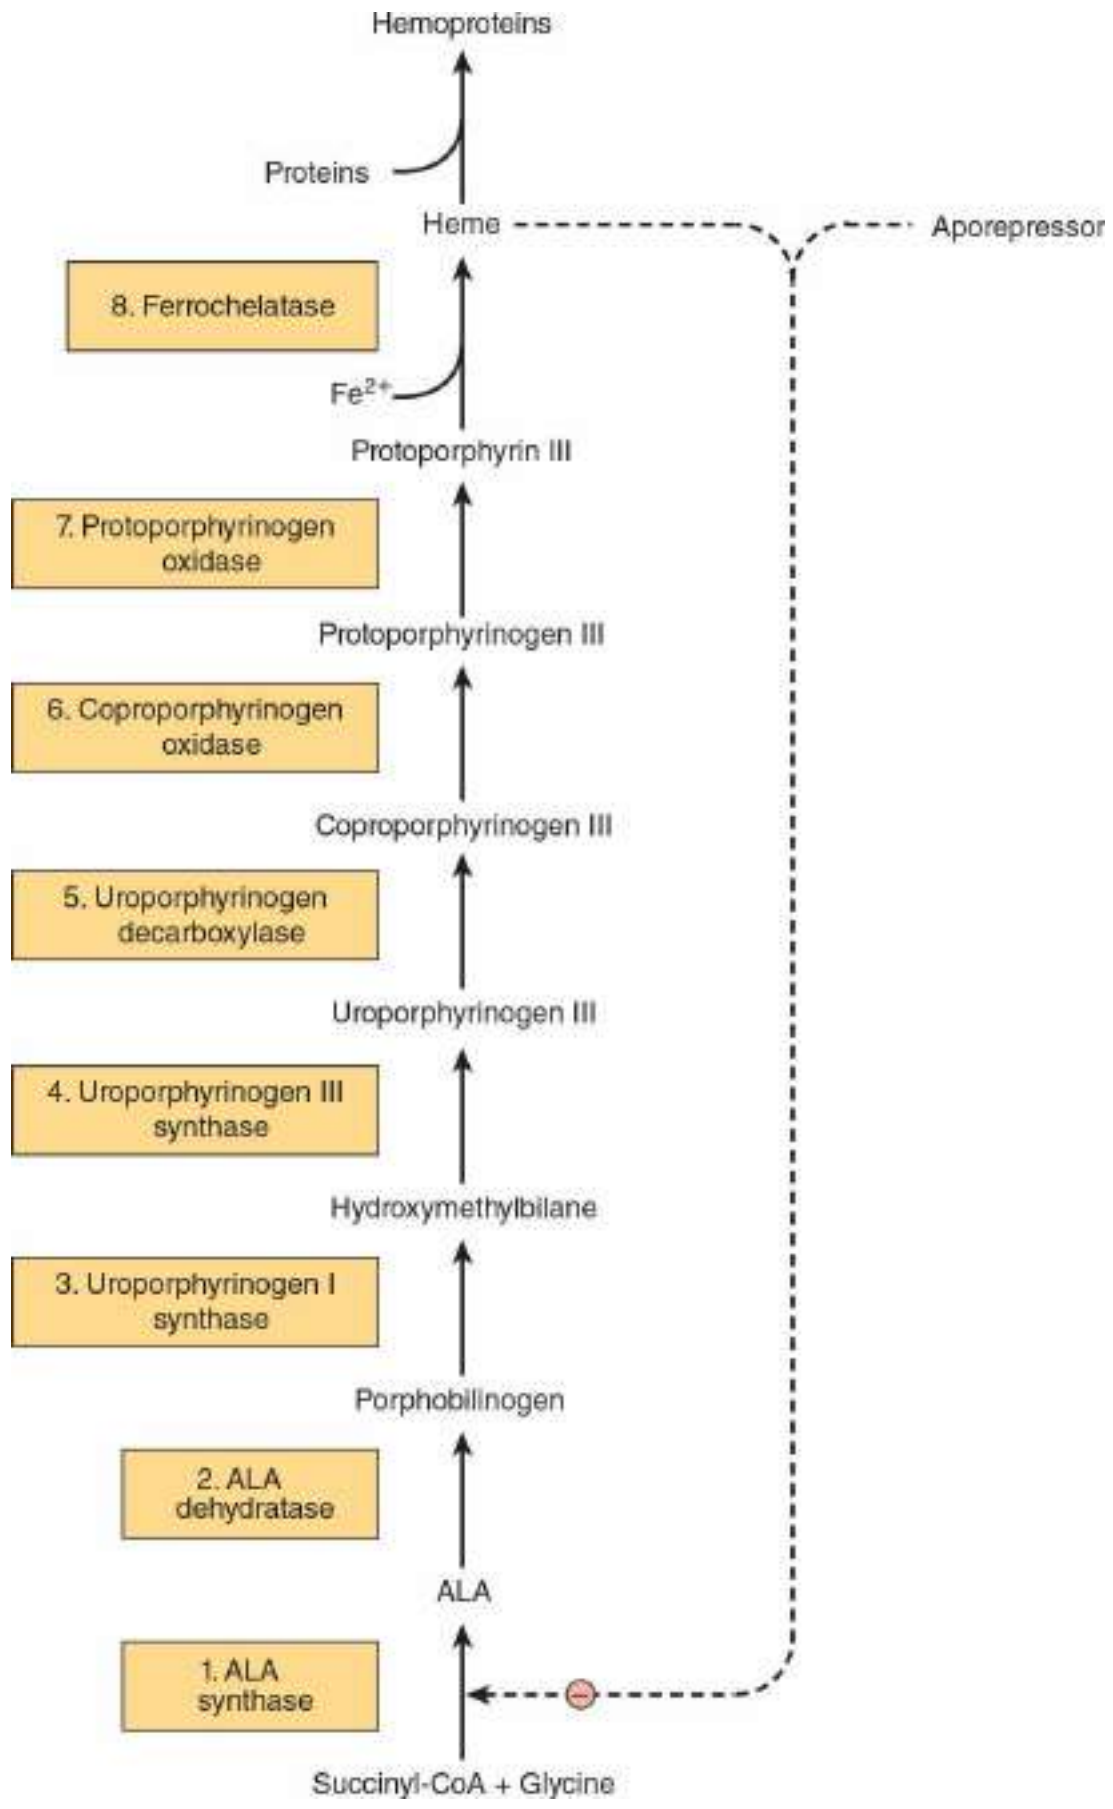 Hemoproteins
Proteins
Heme
Aporepressor
8. Ferrochelatase
Fe2+
Protoporphyrin III
7. Protoporphyrinogen
oxidase
Protoporphyrinogen III
6. Coproporphyrinogen
oxidase
Coproporphyrinogen III
5. Uroporphyrinogen
decarboxylase
Uroporphyrinogen III
4. Uroporphyrinogen III
synthase
Hydroxymethylbilane
3. Uroporphyrinogen I
synthase
Porphobilinogen
2. ALA
dehydratase
ALA
1. ALA
synthase
−
Succinyl-CoA + Glycine